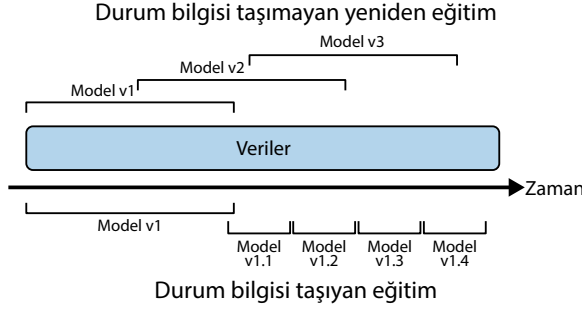 Durum bilgisi taşımayan yeniden eğitim
Model v3
Model v2
Model v1
Veriler
Zaman
Model v1
Model
v1.1
Model
v1.2
Model
v1.3
Model
v1.4
Durum bilgisi taşıyan eğitim